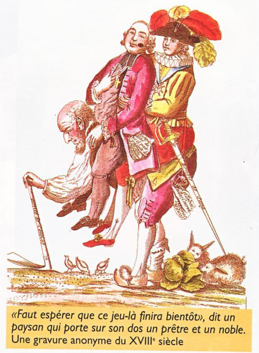 «Faut espérer que ce jeu-là finira bientôt», dit un
paysan qui porte sur son dos un prêtre et un noble.
Une gravure anonyme du XVIIIᵉ siècle